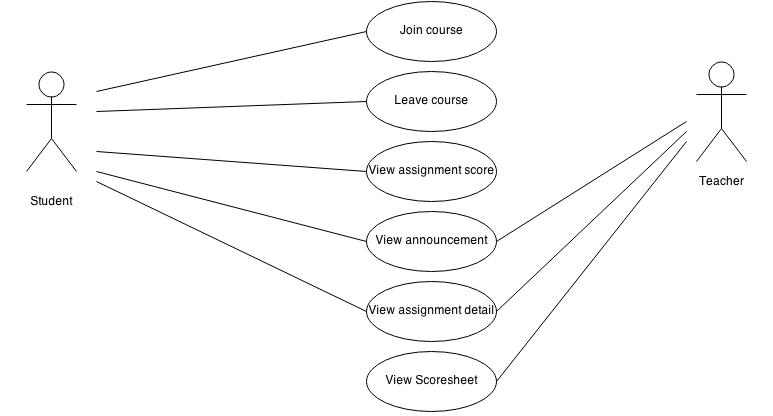 Join course
Leave course
View assignment score
Student
Teacher
View announcement
View assignment detail
View Scoresheet